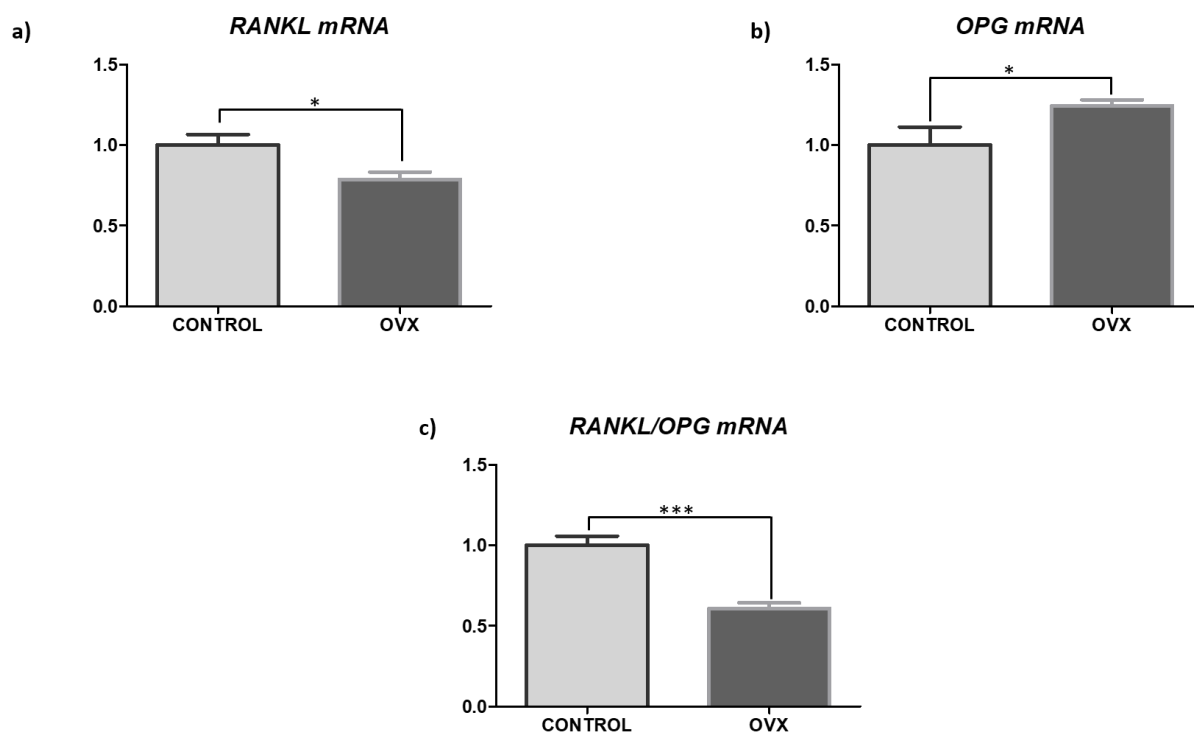 a)
RANKL mRNA
1.5
1.0
0.5
0.0
*
CONTROL
OVX
b)
OPG mRNA
1.5
1.0
0.5
0.0
*
CONTROL
OVX
c)
RANKL/OPG mRNA
1.5
1.0
0.5
0.0
***
CONTROL
OVX